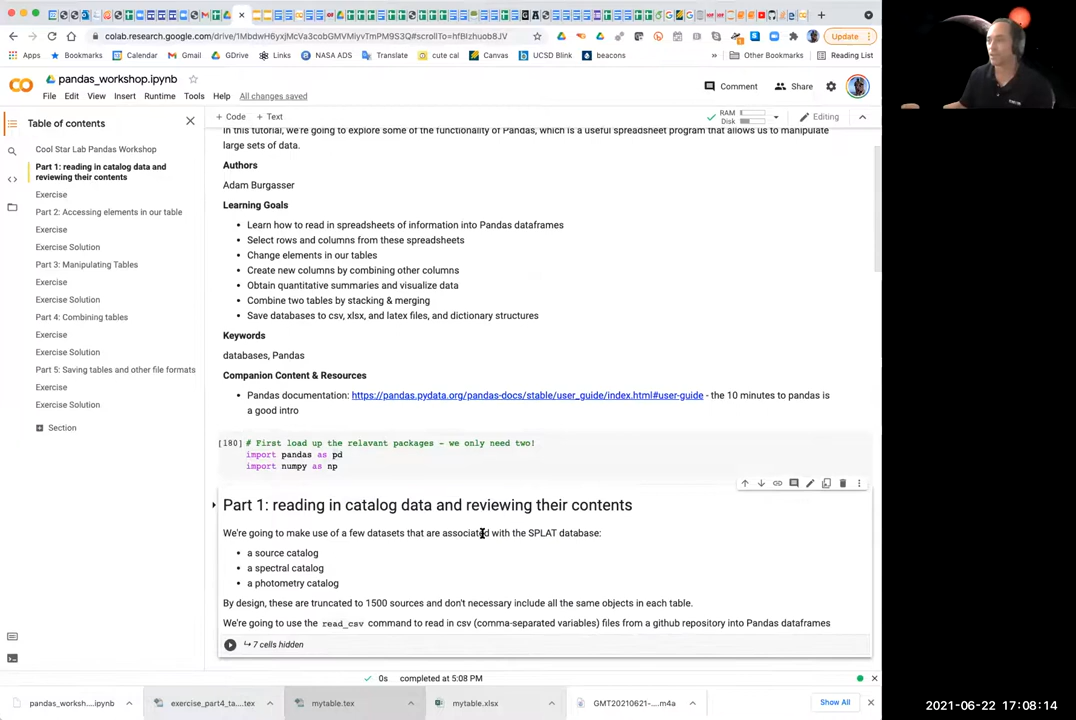 colab.research.google.com/drive/1MbdwH6yxjMcVa3cobGMVMiyvTmPM9S3Q#scrollTo=hfBIzhuob8JV
Update
Apps Bookmarks Calendar Gmail GDrive Links NASA ADS Translate cute cal Coffee UCSD Blink beacons » Other Bookmarks Reading List
pandas_workshop.ipynb
Comment Share
File Edit View Insert Runtime Tools Help All changes saved
Table of contents
+ Code + Text
RAM
Disk
Editing
Cool Star Lab Pandas Workshop
Part 1: reading in catalog data and
reviewing their contents
Exercise
Part 2: Accessing elements in our table
Exercise
Exercise Solution
Part 3: Manipulating Tables
Exercise
Exercise Solution
Part 4: Combining tables
Exercise
Exercise Solution
Part 5: Saving tables and other file formats
Exercise
Exercise Solution
Section
In this tutorial, we're going to explore some of the functionality of Pandas, which is a useful spreadsheet program that allows us to manipulate
large sets of data.
Authors
Adam Burgasser
Learning Goals
• Learn how to read in spreadsheets of information into Pandas dataframes
• Select rows and columns from these spreadsheets
• Change elements in our tables
• Create new columns by combining other columns
• Obtain quantitative summaries and visualize data
• Combine two tables by stacking & merging
• Save databases to csv, xlsx, and latex files, and dictionary structures
Keywords
databases, Pandas
Companion Content & Resources
• Pandas documentation: https://pandas.pydata.org/pandas-docs/stable/user_guide/index.html#user-guide - the 10 minutes to pandas is
a good intro
[180] # First load up the relavant packages - we only need two!
import pandas as pd
import numpy as np
Part 1: reading in catalog data and reviewing their contents
We're going to make use of a few datasets that are associated with the SPLAT database:
• a source catalog
• a spectral catalog
• a photometry catalog
By design, these are truncated to 1500 sources and don't necessary include all the same objects in each table.
We're going to use the read_csv command to read in csv (comma-separated variables) files from a github repository into Pandas dataframes
7 cells hidden
0s completed at 5:08 PM
pandas_worksh....ipynb
exercise_part4_ta....tex
mytable.tex
mytable.xlsx
GMT20210621-....m4a
Show All
2021-06-22 17:08:14